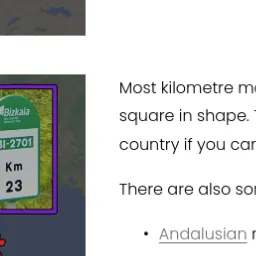 Bizkaia
BI-2701
Km
23
Most kilometre m
square in shape.
country if you can
There are also so
• Andalusian